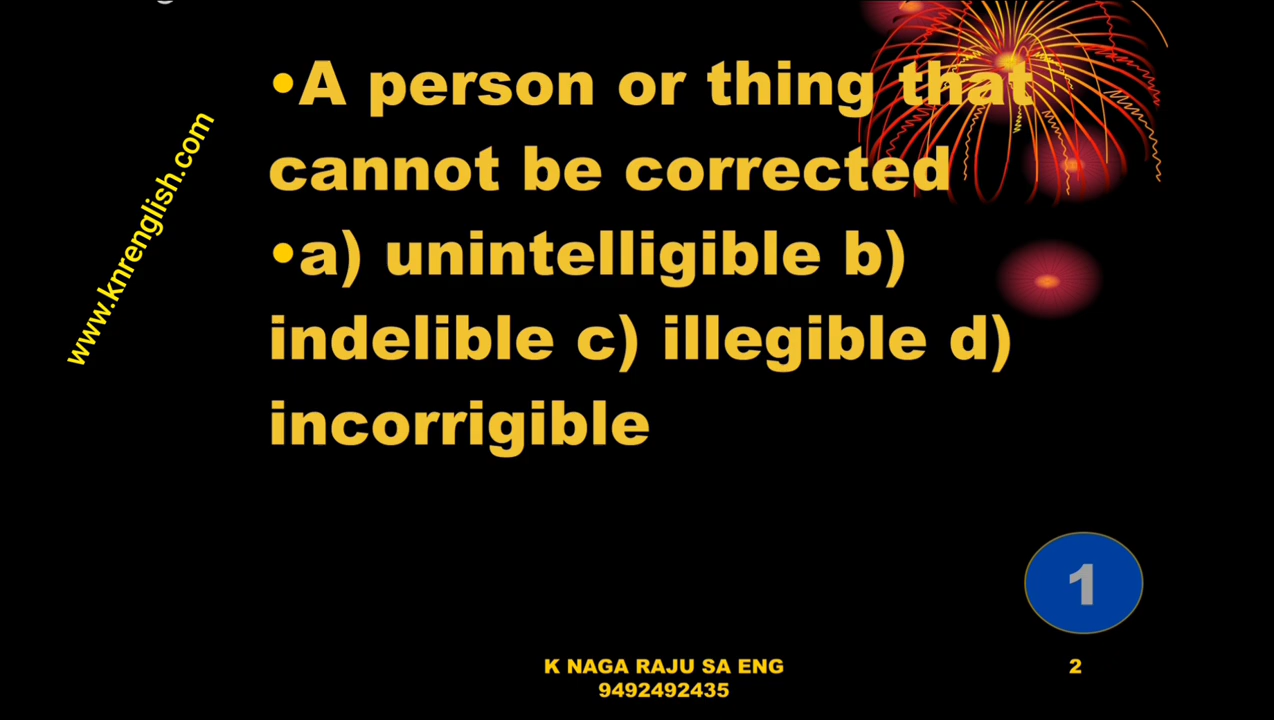 •A person or thing that
cannot be corrected
•a) unintelligible b)
indelible c) illegible d)
incorrigible
www.knrenglish.com
1
K NAGA RAJU SA ENG
9492492435
2